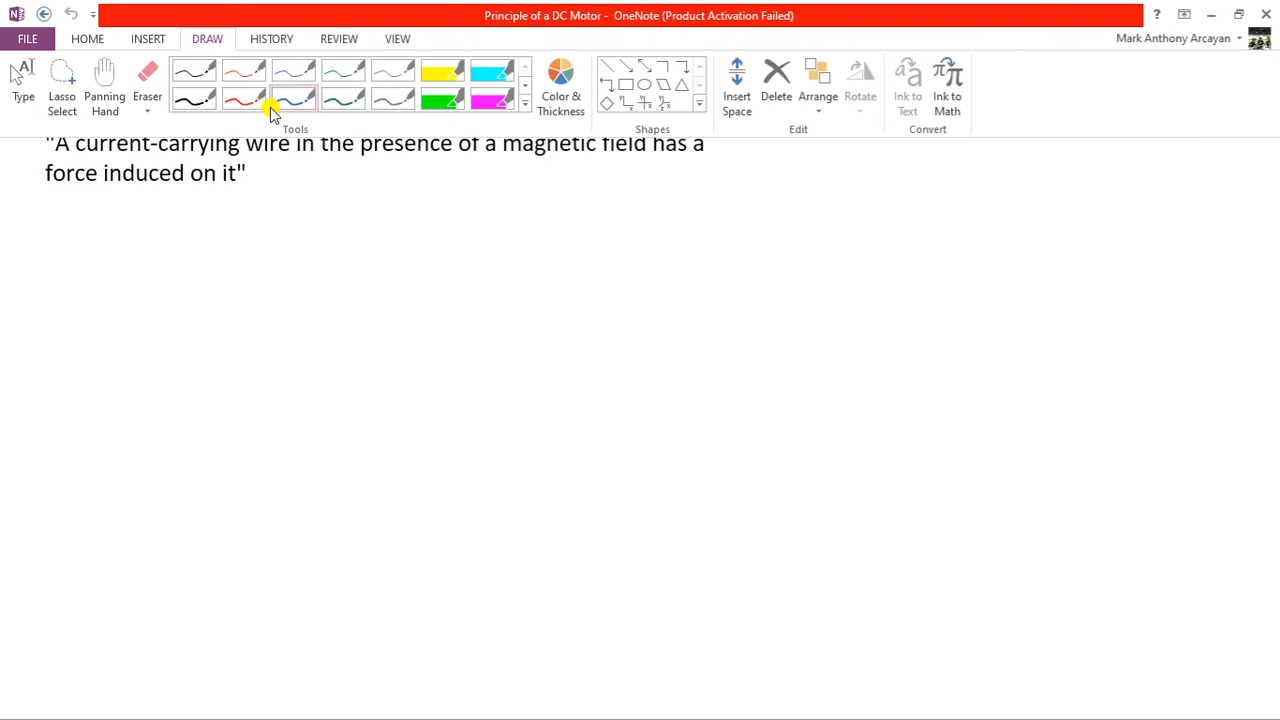 Principle of a DC Motor - OneNote (Product Activation Failed)
FILE HOME INSERT DRAW HISTORY REVIEW VIEW
Mark Anthony Arcayan
Type
Lasso Select
Panning Hand
Eraser
Color & Thickness
Insert Space
Delete
Arrange
Rotate
Ink to Text
Ink to Math
Tools Shapes Edit Convert
"A current-carrying wire in the presence of a magnetic field has a
force induced on it"